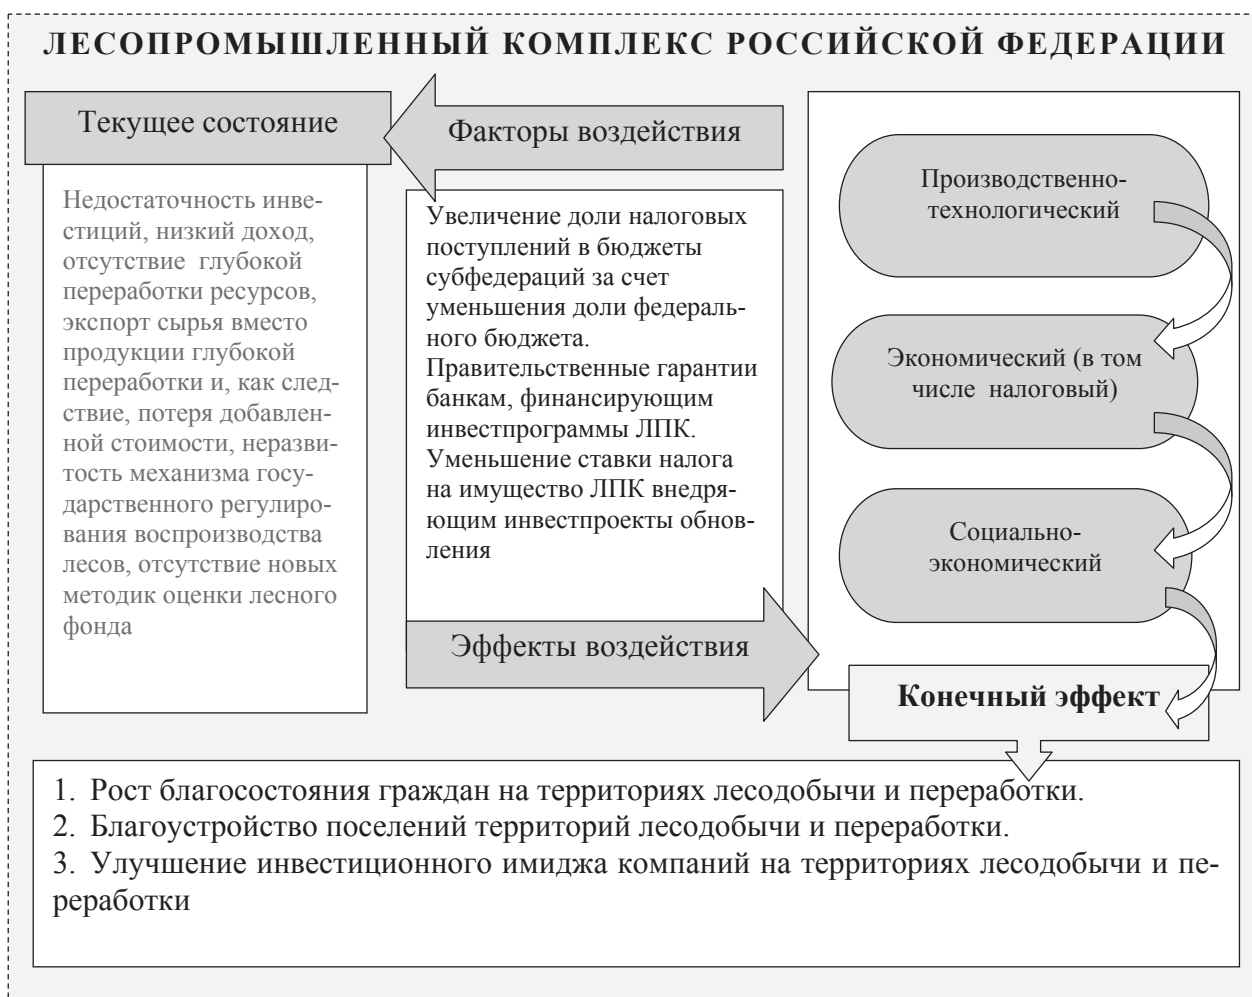 ЛЕСОПРОМЫШЛЕННЫЙ КОМПЛЕКС РОССИЙСКОЙ ФЕДЕРАЦИИ
Текущее состояние
Недостаточность инве-
стиций, низкий доход,
отсутствие глубокой
переработки ресурсов,
экспорт сырья вместо
продукции глубокой
переработки и, как след-
ствие, потеря добавлен-
ной стоимости, неразви-
тость механизма госу-
дарственного регулиро-
вания воспроизводства
лесов, отсутствие новых
методик оценки лесного
фонда
Факторы воздействия
Увеличение доли налоговых
поступлений в бюджеты
субфедераций за счет
уменьшения доли федераль-
ного бюджета.
Правительственные гарантии
банкам, финансирующим
инвестпрограммы ЛПК.
Уменьшение ставки налога
на имущество ЛПК внедря-
ющим инвестпроекты обнов-
ления
Эффекты воздействия
Производственно-
технологический
Экономический (в том
числе налоговый)
Социально-
экономический
Конечный эффект
1. Рост благосостояния граждан на территориях лесодобычи и переработки.
2. Благоустройство поселений территорий лесодобычи и переработки.
3. Улучшение инвестиционного имиджа компаний на территориях лесодобычи и пе-
реработки